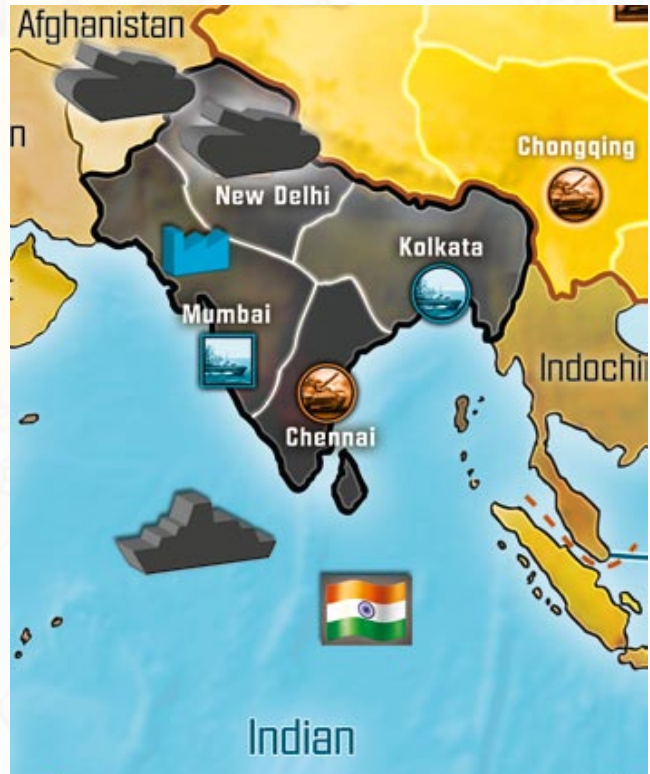 Afghanistan
n
Chongqing
New Delhi
Kolkata
Mumbai
Indochi
Chennai
Indian